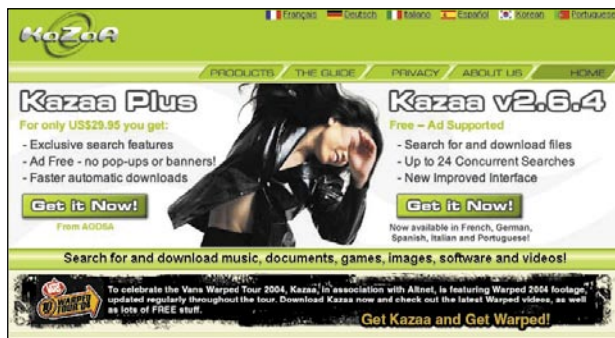 Français Deutsch Italiano Español Korean Portuguese
KaZaA
PRODUCTS THE GUIDE PRIVACY ABOUT US HOME
Kazaa Plus
For only US$29.95 you get:
- Exclusive search features
- Ad Free - no pop-ups or banners!
- Faster automatic downloads
Get it Now!
Kazaa v2.6.4
Free – Ad Supported
- Search for and download files
- Up to 24 Concurrent Searches
- New Improved Interface
Get it Now!
Now available in French, German,
Spanish, Italian and Portuguese!
Search for and download music, documents, games, images, software and videos!
VANS
WARPED
TOUR
To celebrate the Vans Warped Tour 2004, Kazaa, in association with Altnet, is featuring Warped 2004 footage,
updated regularly throughout the tour. Download Kazaa now and check out the latest Warped videos, as well
as lots of FREE stuff.
Get Kazaa and Get Warped!